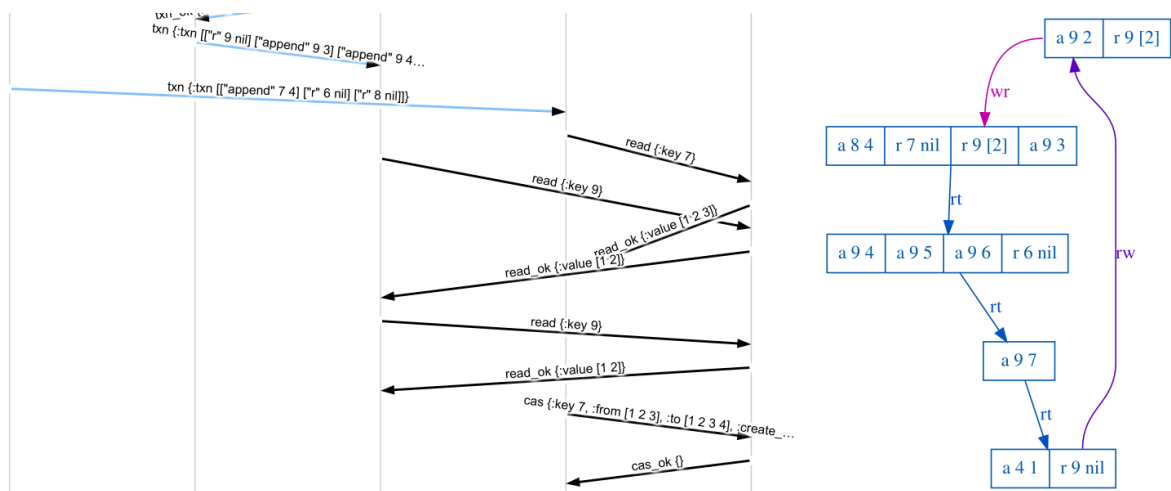 txn_ok {
txn {:txn [["r" 9 nil] ["append" 9 3] ["append" 9 4…
txn {:txn [["append" 7 4] ["r" 6 nil] ["r" 8 nil]]}
read {:key 7}
read {:key 9}
read_ok {:value [1 2 3]}
read_ok {:value [1 2]}
read {:key 9}
read_ok {:value [1 2]}
cas {:key 7, :from [1 2 3], :to [1 2 3 4], :create_…
cas_ok {}
a 9 2 r 9 [2]
wr
a 8 4 r 7 nil r 9 [2] a 9 3
rt
a 9 4 a 9 5 a 9 6 r 6 nil
rw
rt
a 9 7
rt
a 4 1 r 9 nil